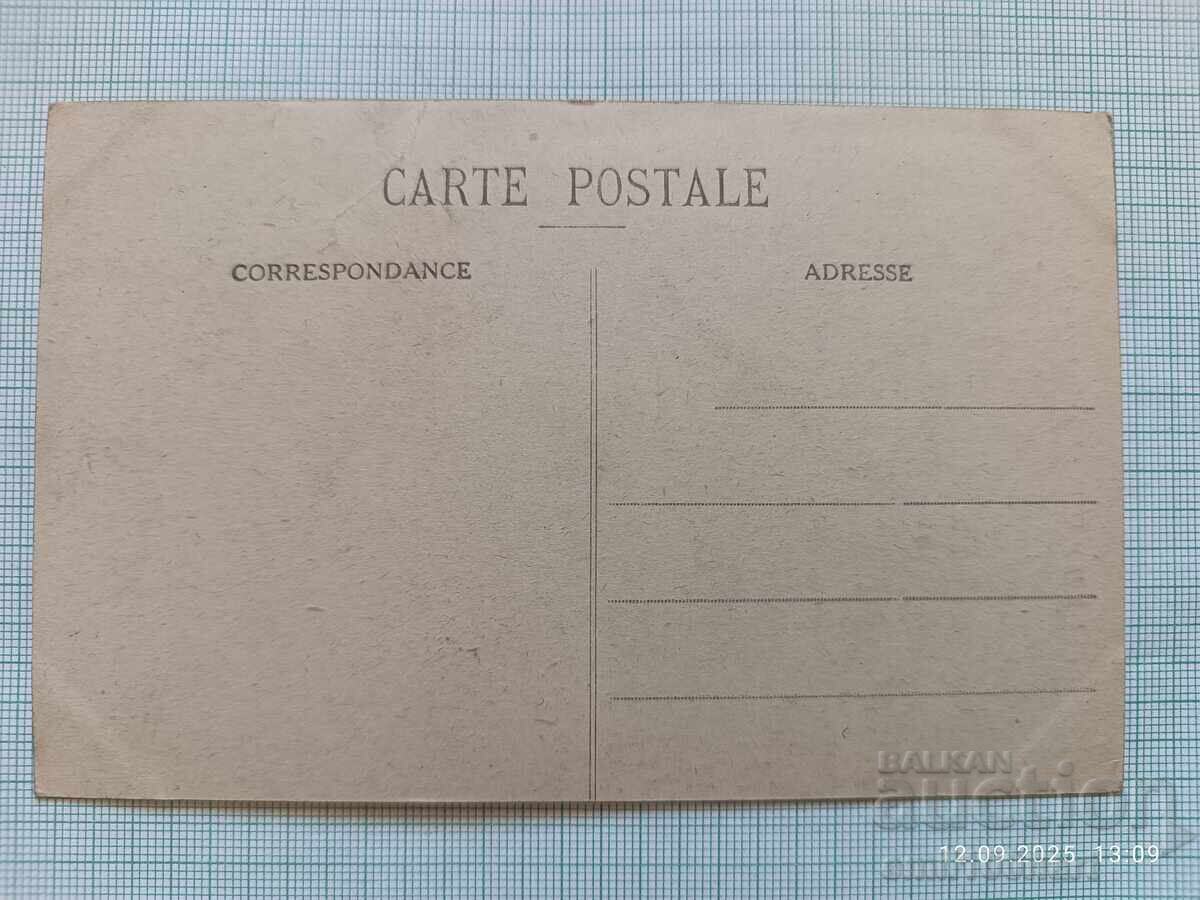 CARTE POSTALE
CORRESPONDANCE
ADRESSE
BALKAN
auction
12.09.2025 13:09